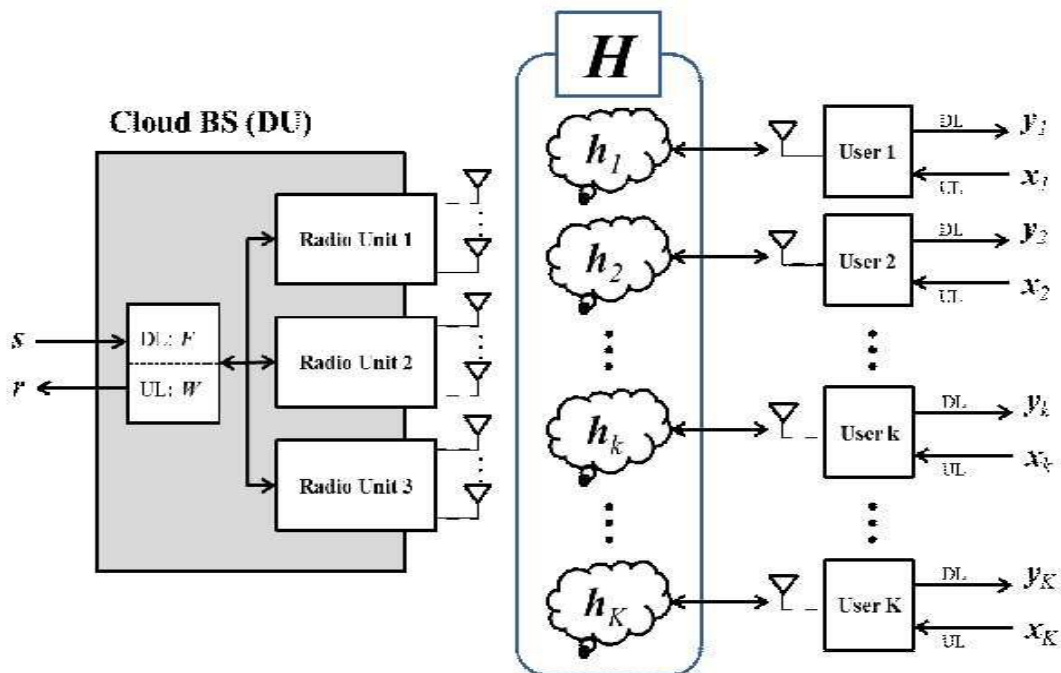 H
Cloud BS (DU)
s
r
DL: F
UL: W
Radio Unit 1
Radio Unit 2
Radio Unit 3
h1
h2
hk
hK
User 1
DL
y1
UL
x1
User 2
DL
y2
UL
x2
User k
DL
yk
UL
xk
User K
DL
yK
UL
xK